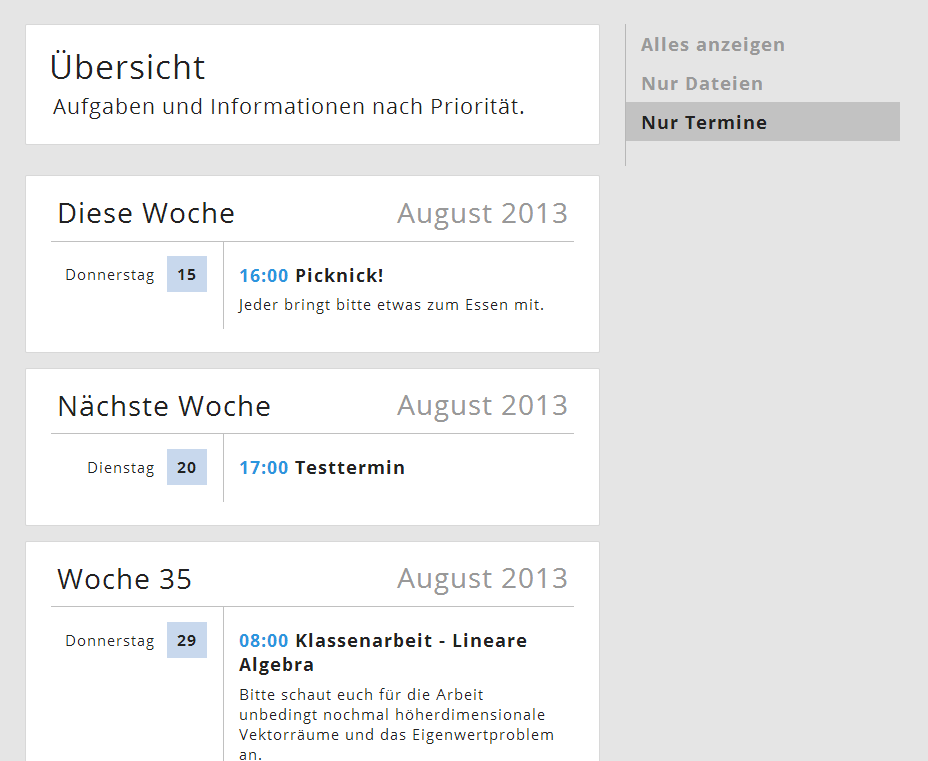 Übersicht
Aufgaben und Informationen nach Priorität.
Alles anzeigen
Nur Dateien
Nur Termine
Diese Woche August 2013
Donnerstag 15 16:00 Picknick!
Jeder bringt bitte etwas zum Essen mit.
Nächste Woche August 2013
Dienstag 20 17:00 Testtermin
Woche 35 August 2013
Donnerstag 29 08:00 Klassenarbeit - Lineare
Algebra
Bitte schaut euch für die Arbeit
unbedingt nochmal höherdimensionale
Vektorräume und das Eigenwertproblem
an.